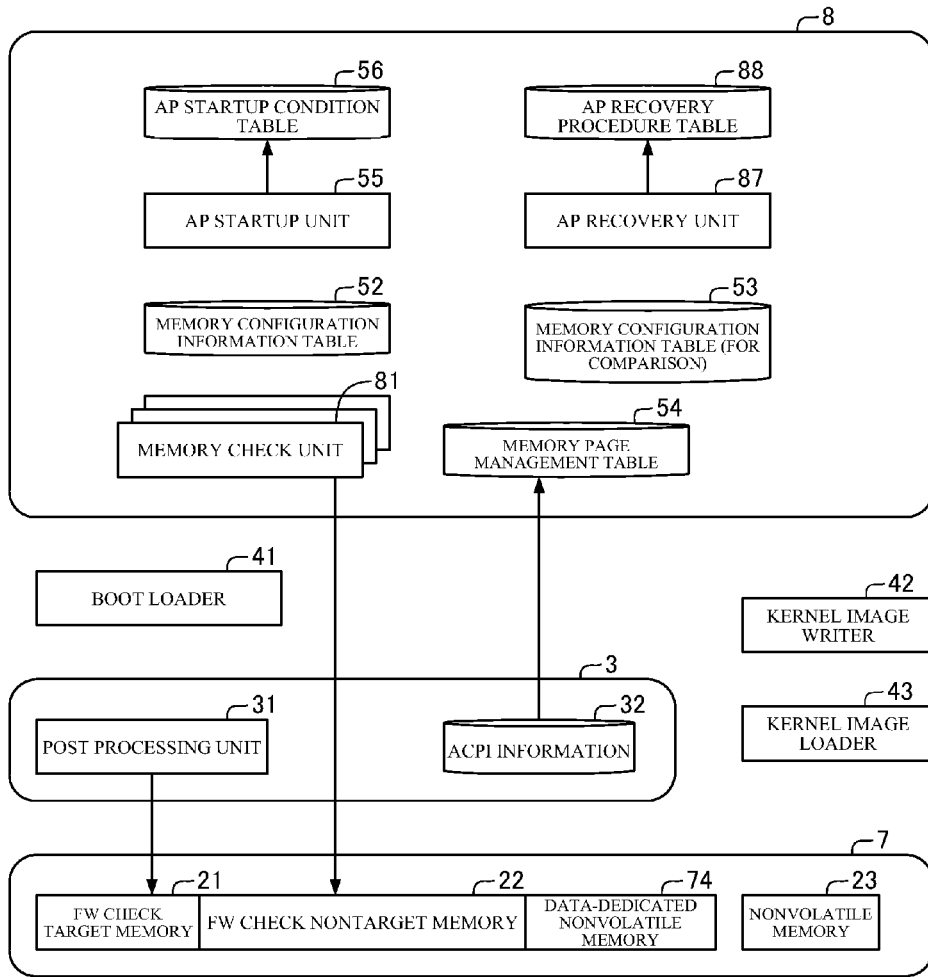 8
56
88
AP STARTUP CONDITION
TABLE
AP RECOVERY
PROCEDURE TABLE
55
87
AP STARTUP UNIT
AP RECOVERY UNIT
52
53
MEMORY CONFIGURATION
INFORMATION TABLE
MEMORY CONFIGURATION
INFORMATION TABLE (FOR
COMPARISON)
81
54
MEMORY CHECK UNIT
MEMORY PAGE
MANAGEMENT TABLE
41
BOOT LOADER
42
KERNEL IMAGE
WRITER
3
31
32
43
POST PROCESSING UNIT
ACPI INFORMATION
KERNEL IMAGE
LOADER
7
21
22
74
23
FW CHECK
TARGET MEMORY
FW CHECK NONTARGET MEMORY
DATA-DEDICATED
NONVOLATILE
MEMORY
NONVOLATILE
MEMORY